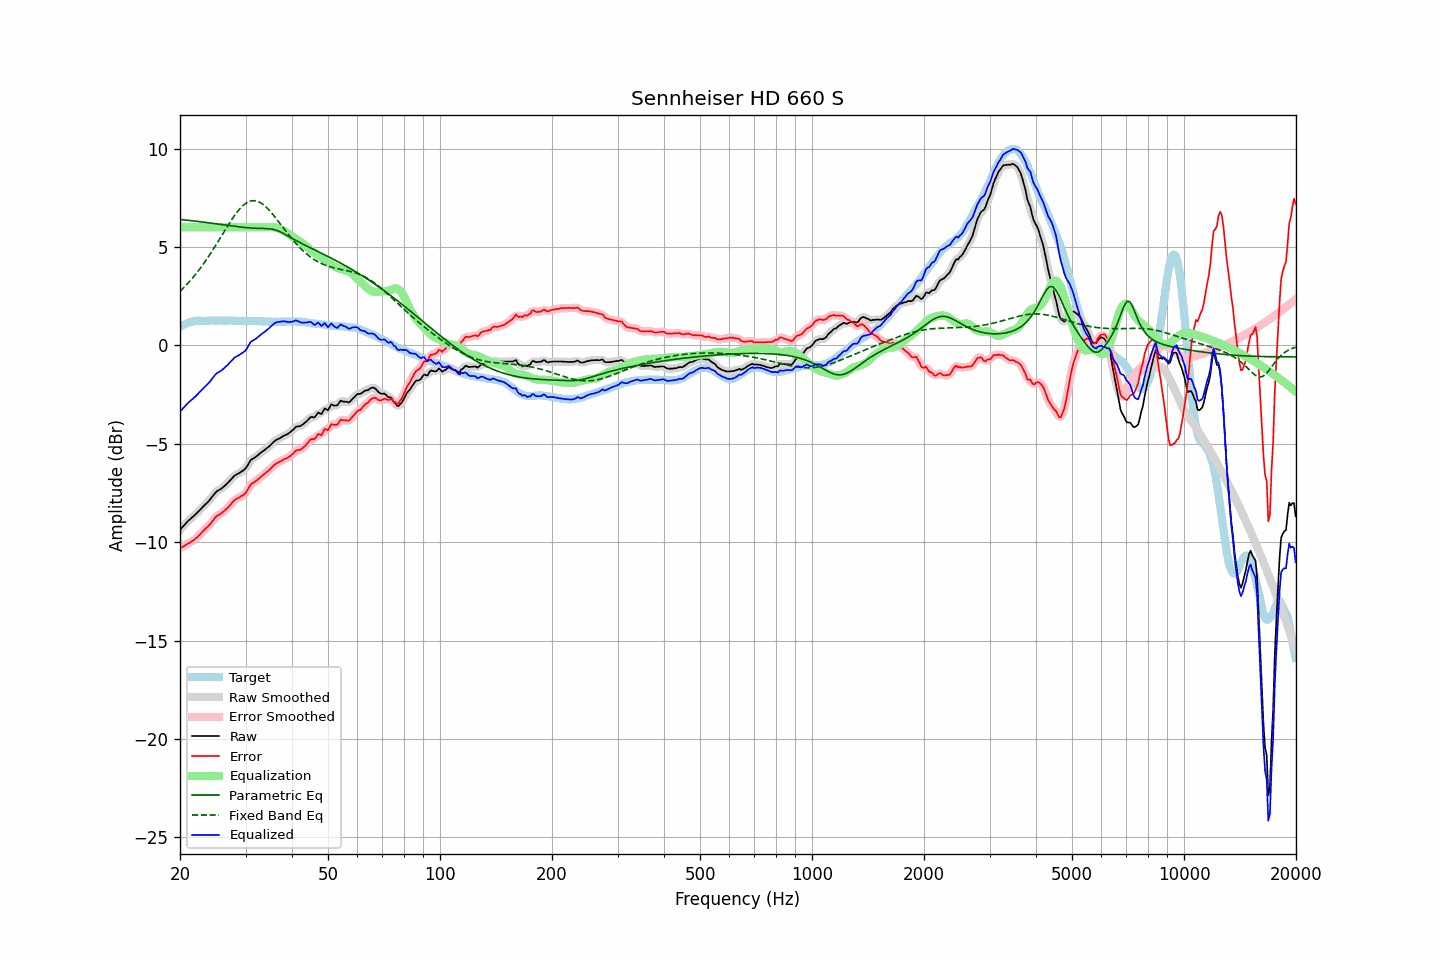 Sennheiser HD 660 S
Amplitude (dBr)
10
5
0
−5
−10
−15
−20
−25
Target
Raw Smoothed
Error Smoothed
Raw
Error
Equalization
Parametric Eq
Fixed Band Eq
Equalized
20 50 100 200 500 1000 2000 5000 10000 20000
Frequency (Hz)